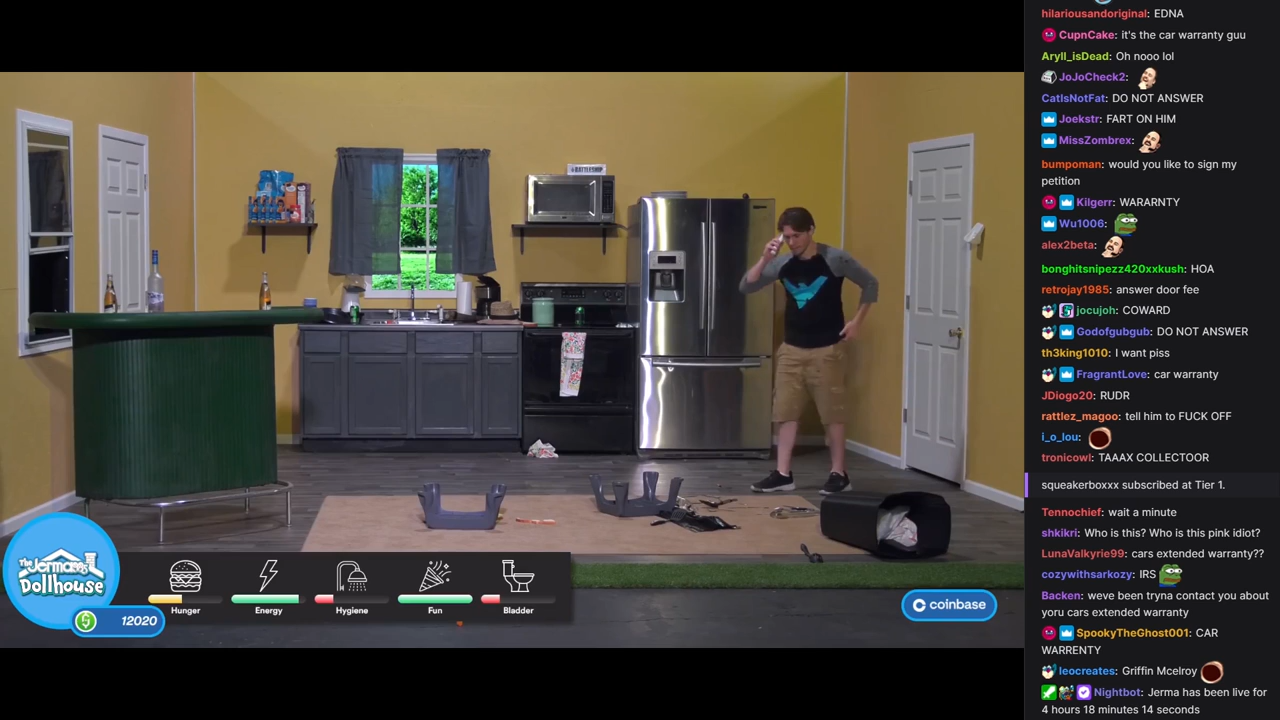 hilariousandoriginal: EDNA
CupnCake: it's the car warranty guu
Aryll_isDead: Oh nooo lol
JoJoCheck2:
CatIsNotFat: DO NOT ANSWER
Joekstr: FART ON HIM
MissZombrex:
bumpoman: would you like to sign my
petition
Kilgerr: WARARNTY
Wu1006:
alex2beta:
bonghitsnipezz420xxkush: HOA
retrojay1985: answer door fee
jocujoh: COWARD
Godofgubgub: DO NOT ANSWER
th3king1010: I want piss
FragrantLove: car warranty
JDiogo20: RUDR
rattlez_magoo: tell him to FUCK OFF
i_o_lou:
tronicowl: TAAAX COLLECTOOR
squeakerboxxx subscribed at Tier 1.
Tennochief: wait a minute
shkikri: Who is this? Who is this pink idiot?
LunaValkyrie99: cars extended warranty??
cozywithsarkozy: IRS
Backen: weve been tryna contact you about
yoru cars extended warranty
SpookyTheGhost001: CAR
WARRENTY
leocreates: Griffin Mcelroy
Nightbot: Jerma has been live for
4 hours 18 minutes 14 seconds
BATTLESHIP
The Jerma985
Dollhouse
12020
Hunger
Energy
Hygiene
Fun
Bladder
coinbase